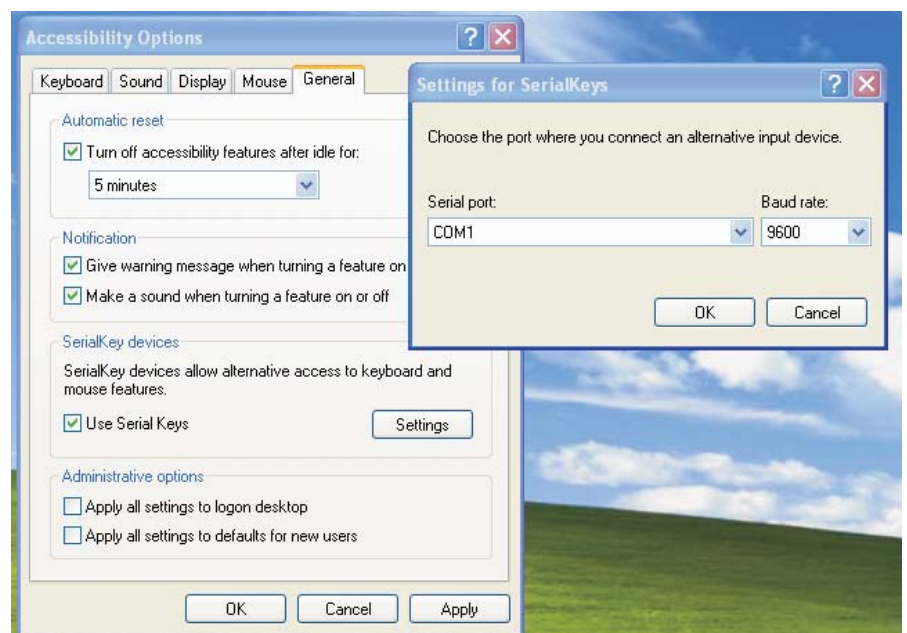 Accessibility Options
Keyboard Sound Display Mouse General
Automatic reset
Turn off accessibility features after idle for:
5 minutes
Notification
Give warning message when turning a feature on
Make a sound when turning a feature on or off
SerialKey devices
SerialKey devices allow alternative access to keyboard and
mouse features.
Use Serial Keys
Settings
Administrative options
Apply all settings to logon desktop
Apply all settings to defaults for new users
OK Cancel Apply
Settings for SerialKeys
Choose the port where you connect an alternative input device.
Serial port: Baud rate:
COM1 9600
OK Cancel